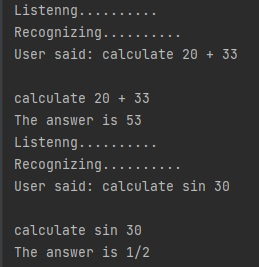 Listenng..........
Recognizing..........
User said: calculate 20 + 33
calculate 20 + 33
The answer is 53
Listenng..........
Recognizing..........
User said: calculate sin 30
calculate sin 30
The answer is 1/2